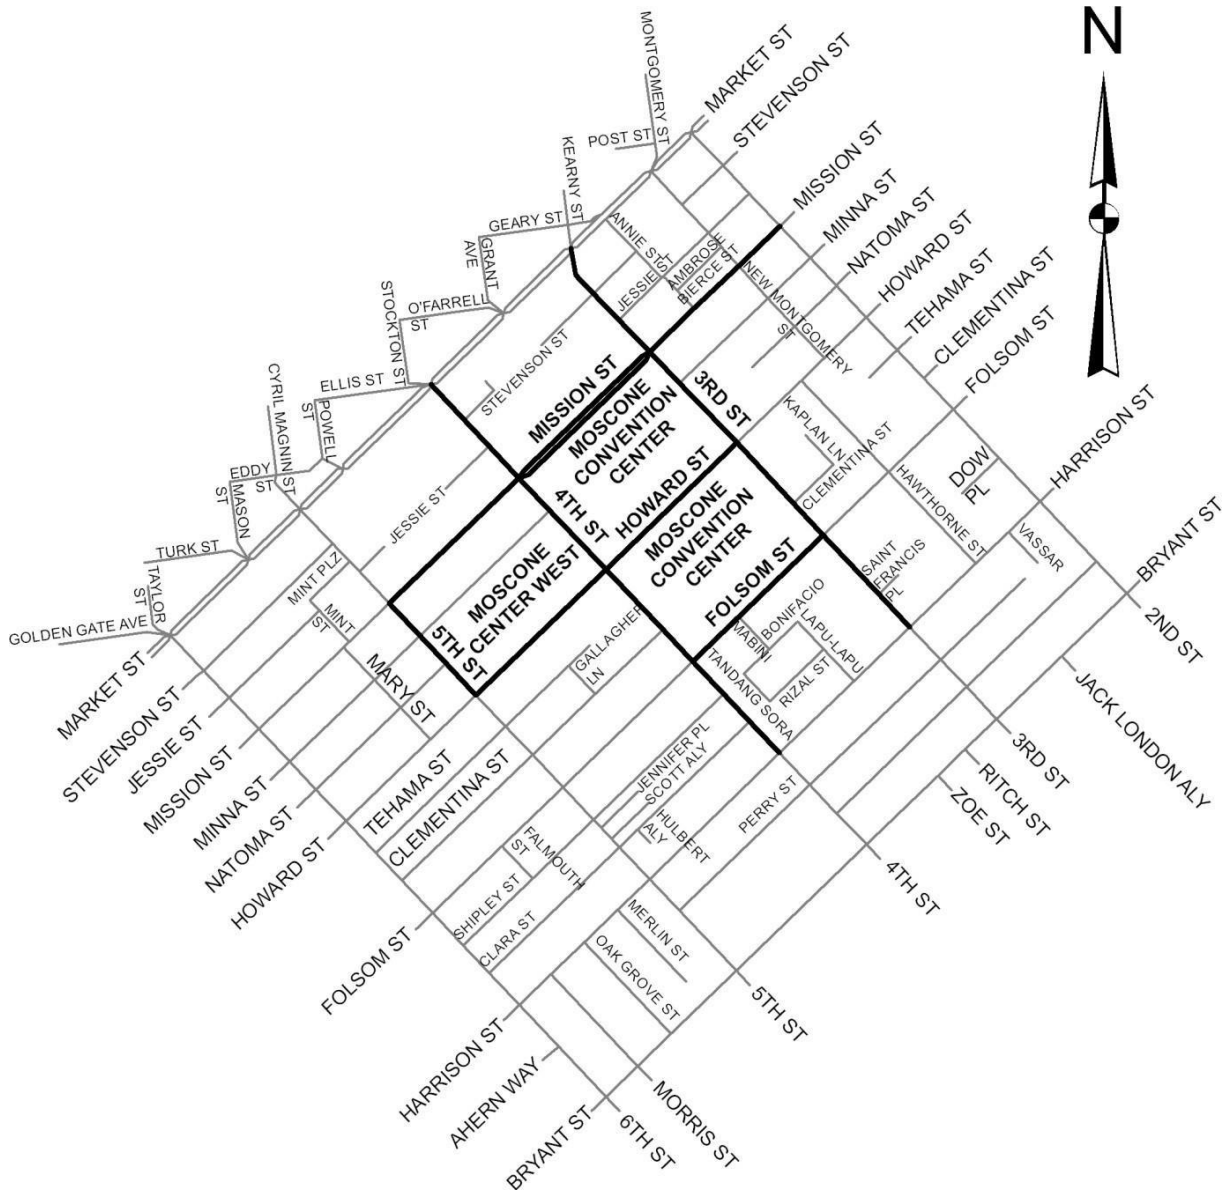 N
MONTGOMERY ST
MARKET ST
STEVENSON ST
POST ST
KEARNY ST
MISSION ST
MINNA ST
NATOMA ST
HOWARD ST
TEHAMA ST
CLEMENTINA ST
FOLSOM ST
HARRISON ST
BRYANT ST
GEARY ST
GRANT
AVE
ANNIE ST
JESSIE ST
AMBROSE
BIERCE ST
NEW MONTGOMERY
ST
STOCKTON ST
O'FARRELL
ST
STEVENSON ST
MISSION ST
3RD ST
MOSCONE
CONVENTION
CENTER
CYRIL MAGNIN ST
ELLIS ST
POWELL
ST
KAPLAN LN
CLEMENTINA ST
HAWTHORNE ST
DOW
PL
VASSAR
EDDY
ST
MASON
ST
JESSIE ST
4TH ST
HOWARD ST
MOSCONE
CONVENTION
CENTER
TURK ST
TAYLOR
ST
GOLDEN GATE AVE
MINT PLZ
MINT
ST
MOSCONE
CENTER WEST
5TH ST
FOLSOM ST
SAINT
FRANCIS
PL
GALLAGHER
LN
MABINI
BONIFACIO
LAPU-LAPU
RIZAL ST
TANDANG SORA
2ND ST
MARKET ST
STEVENSON ST
JESSIE ST
MISSION ST
MINNA ST
NATOMA ST
HOWARD ST
MARY ST
TEHAMA ST
CLEMENTINA ST
JENNIFER PL
SCOTT ALY
HULBERT
ALY
PERRY ST
JACK LONDON ALY
3RD ST
RITCH ST
ZOE ST
4TH ST
FALMOUTH
ST
SHIPLEY ST
CLARA ST
FOLSOM ST
MERLIN ST
OAK GROVE ST
5TH ST
HARRISON ST
AHERN WAY
BRYANT ST
6TH ST
MORRIS ST